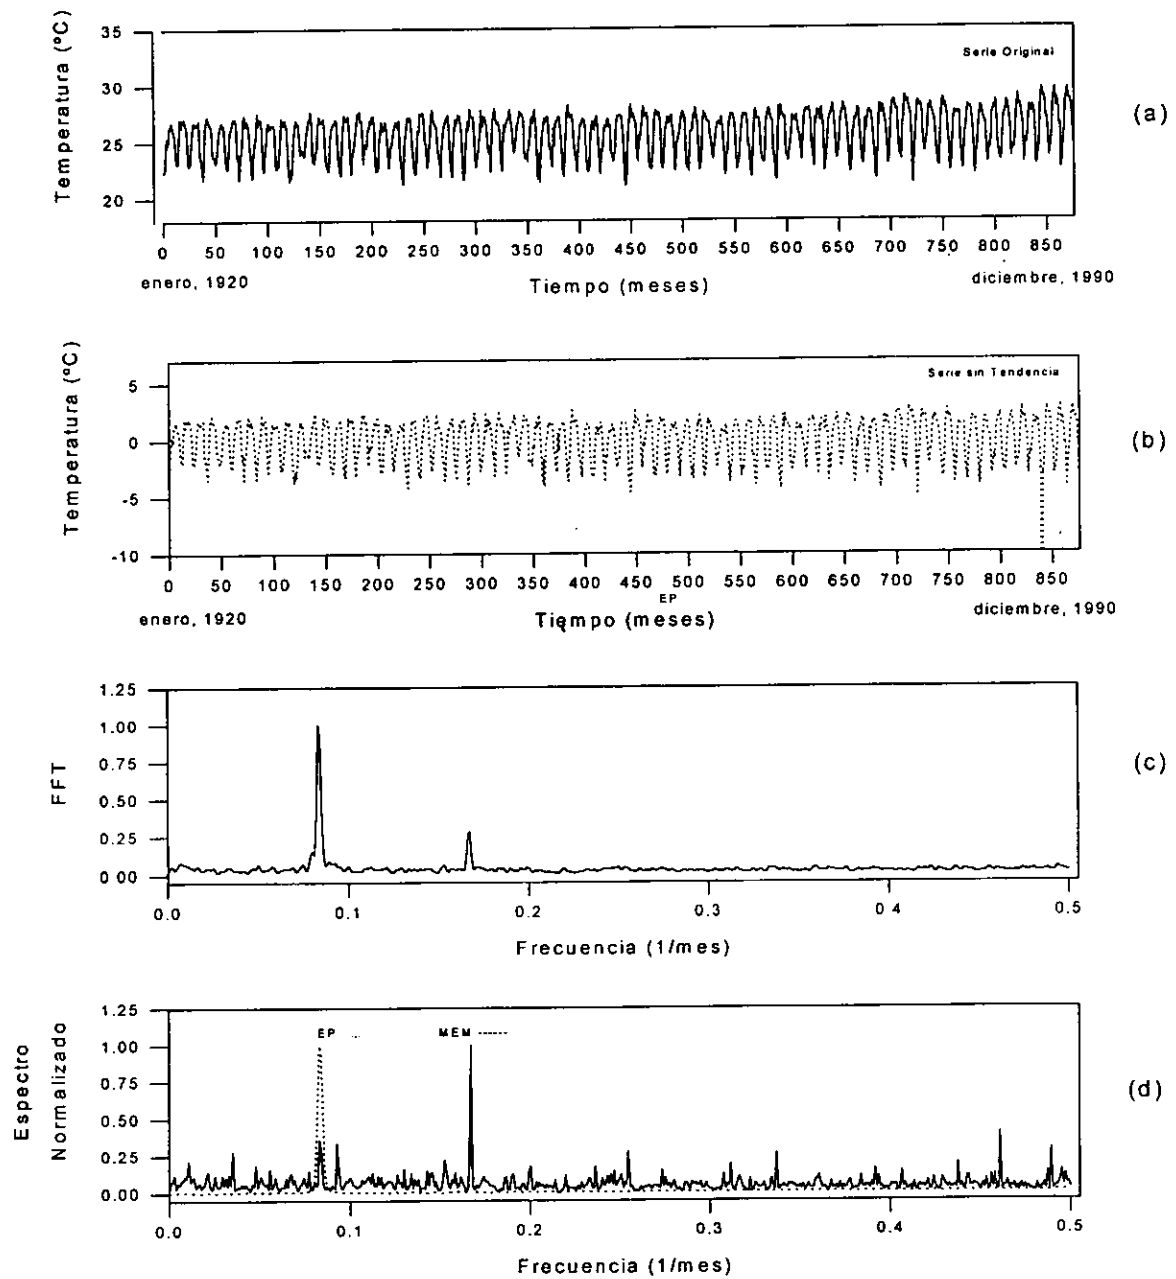 Temperatura (ºC)
35
30
25
20
Serie Original
(a)
0 50 100 150 200 250 300 350 400 450 500 550 600 650 700 750 800 850
enero, 1920
Tiempo (meses)
diciembre, 1990
Temperatura (ºC)
5
0
-5
-10
Serie sin Tendencia
(b)
0 50 100 150 200 250 300 350 400 450 500 550 600 650 700 750 800 850
EP
enero, 1920
Tiempo (meses)
diciembre, 1990
FFT
1.25
1.00
0.75
0.50
0.25
0 00
(c)
0.0 0.1 0.2 0.3 0.4 0.5
Frecuencia (1/mes)
Espectro
Normalizado
1.25
1.00
0.75
0.50
0.25
0.00
EP
MEM
(d)
0.0 0.1 0.2 0.3 0.4 0.5
Frecuencia (1/mes)